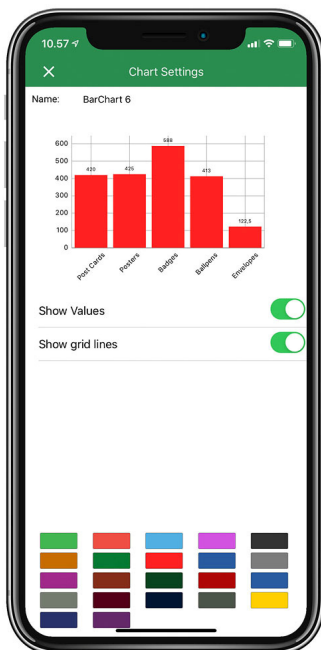 10.57
Chart Settings
Name: BarChart 6
600
500
400
300
200
100
0
420
425
588
413
122,5
Post Cards
Posters
Badges
Ballpens
Envelopes
Show Values
Show grid lines